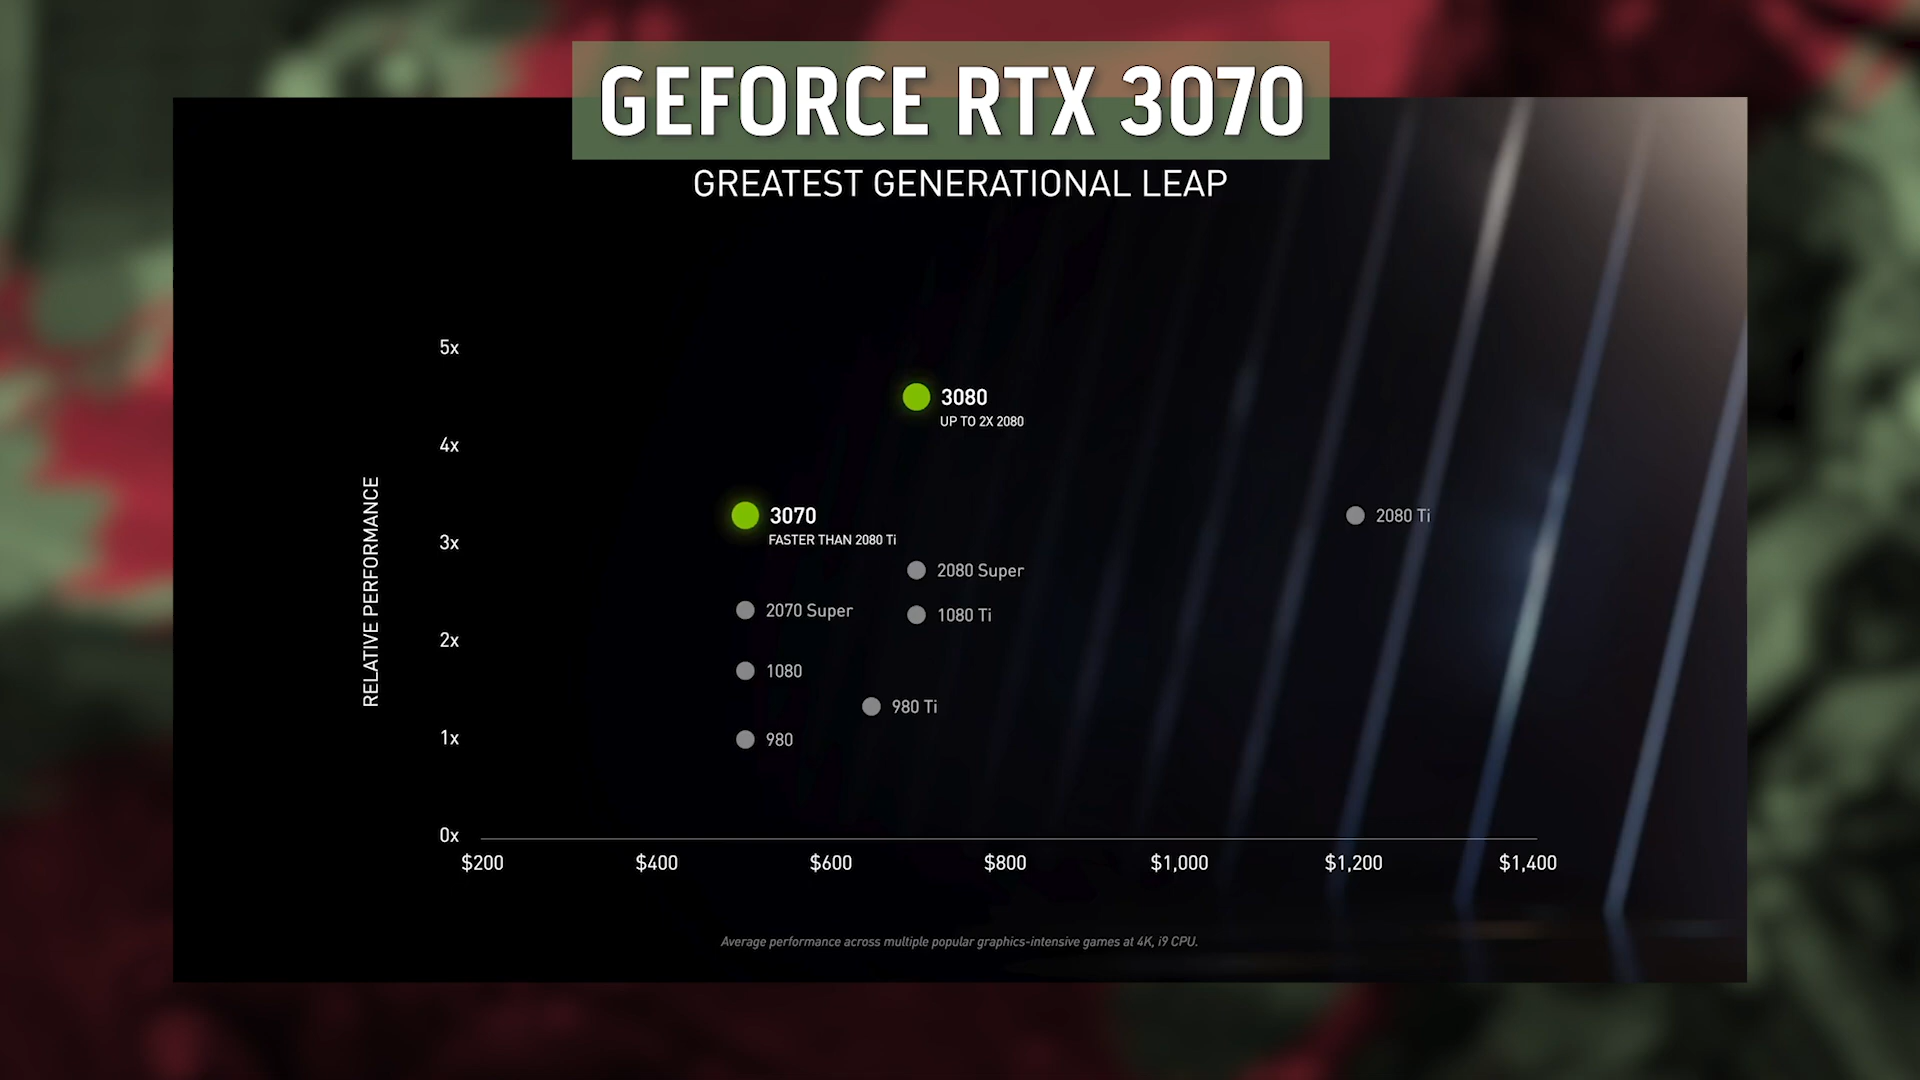 GEFORCE RTX 3070
GREATEST GENERATIONAL LEAP
RELATIVE PERFORMANCE
5x
4x
3x
2x
1x
0x
3080
UP TO 2X 2080
3070
FASTER THAN 2080 Ti
2080 Ti
2080 Super
2070 Super
1080 Ti
1080
980 Ti
980
$200
$400
$600
$800
$1,000
$1,200
$1,400
Average performance across multiple popular graphics-intensive games at 4K, i9 CPU.